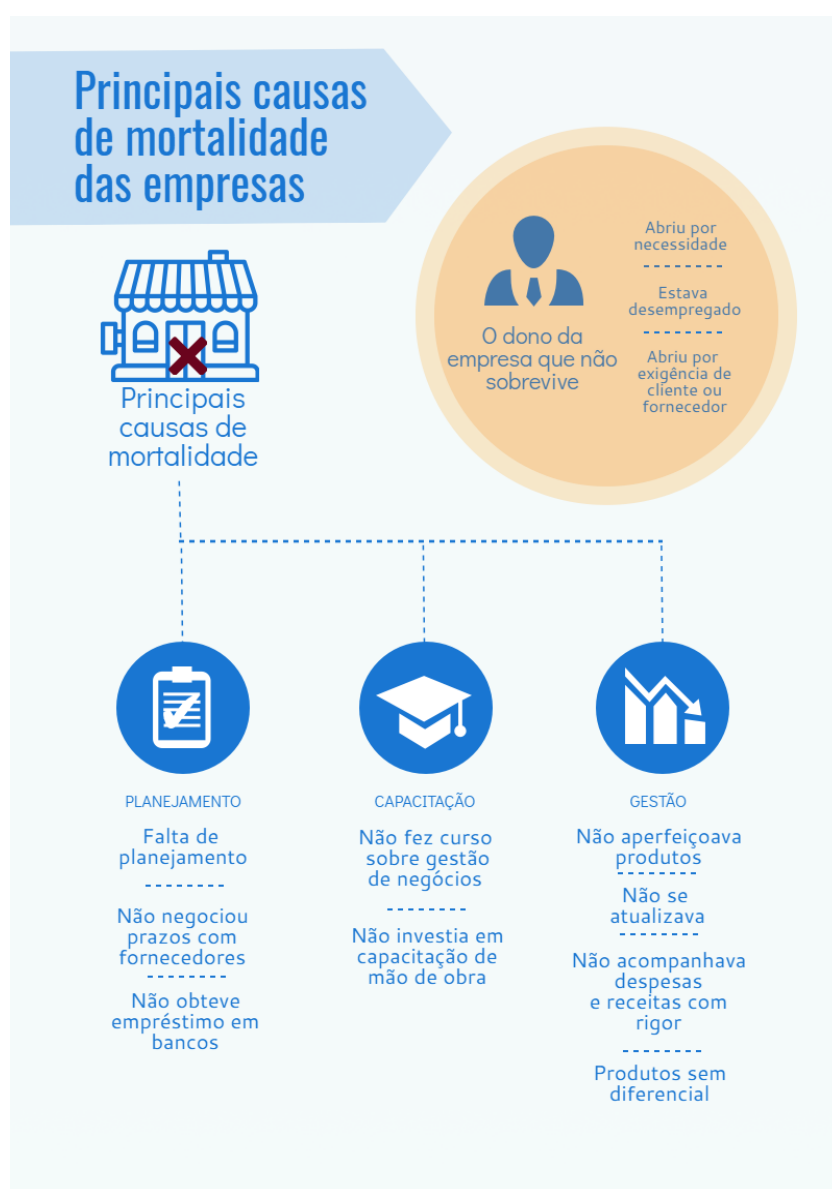 Principais causas
de mortalidade
das empresas
Abriu por
necessidade
Estava
desempregado
Abriu por
exigência de
cliente ou
fornecedor
O dono da
empresa que não
sobrevive
Principais
causas de
mortalidade
PLANEJAMENTO
Falta de
planejamento
Não negociou
prazos com
fornecedores
Não obteve
empréstimo em
bancos
CAPACITAÇÃO
Não fez curso
sobre gestão
de negócios
Não investia em
capacitação de
mão de obra
GESTÃO
Não aperfeiçoava
produtos
Não se
atualizava
Não acompanhava
despesas
e receitas com
rigor
Produtos sem
diferencial